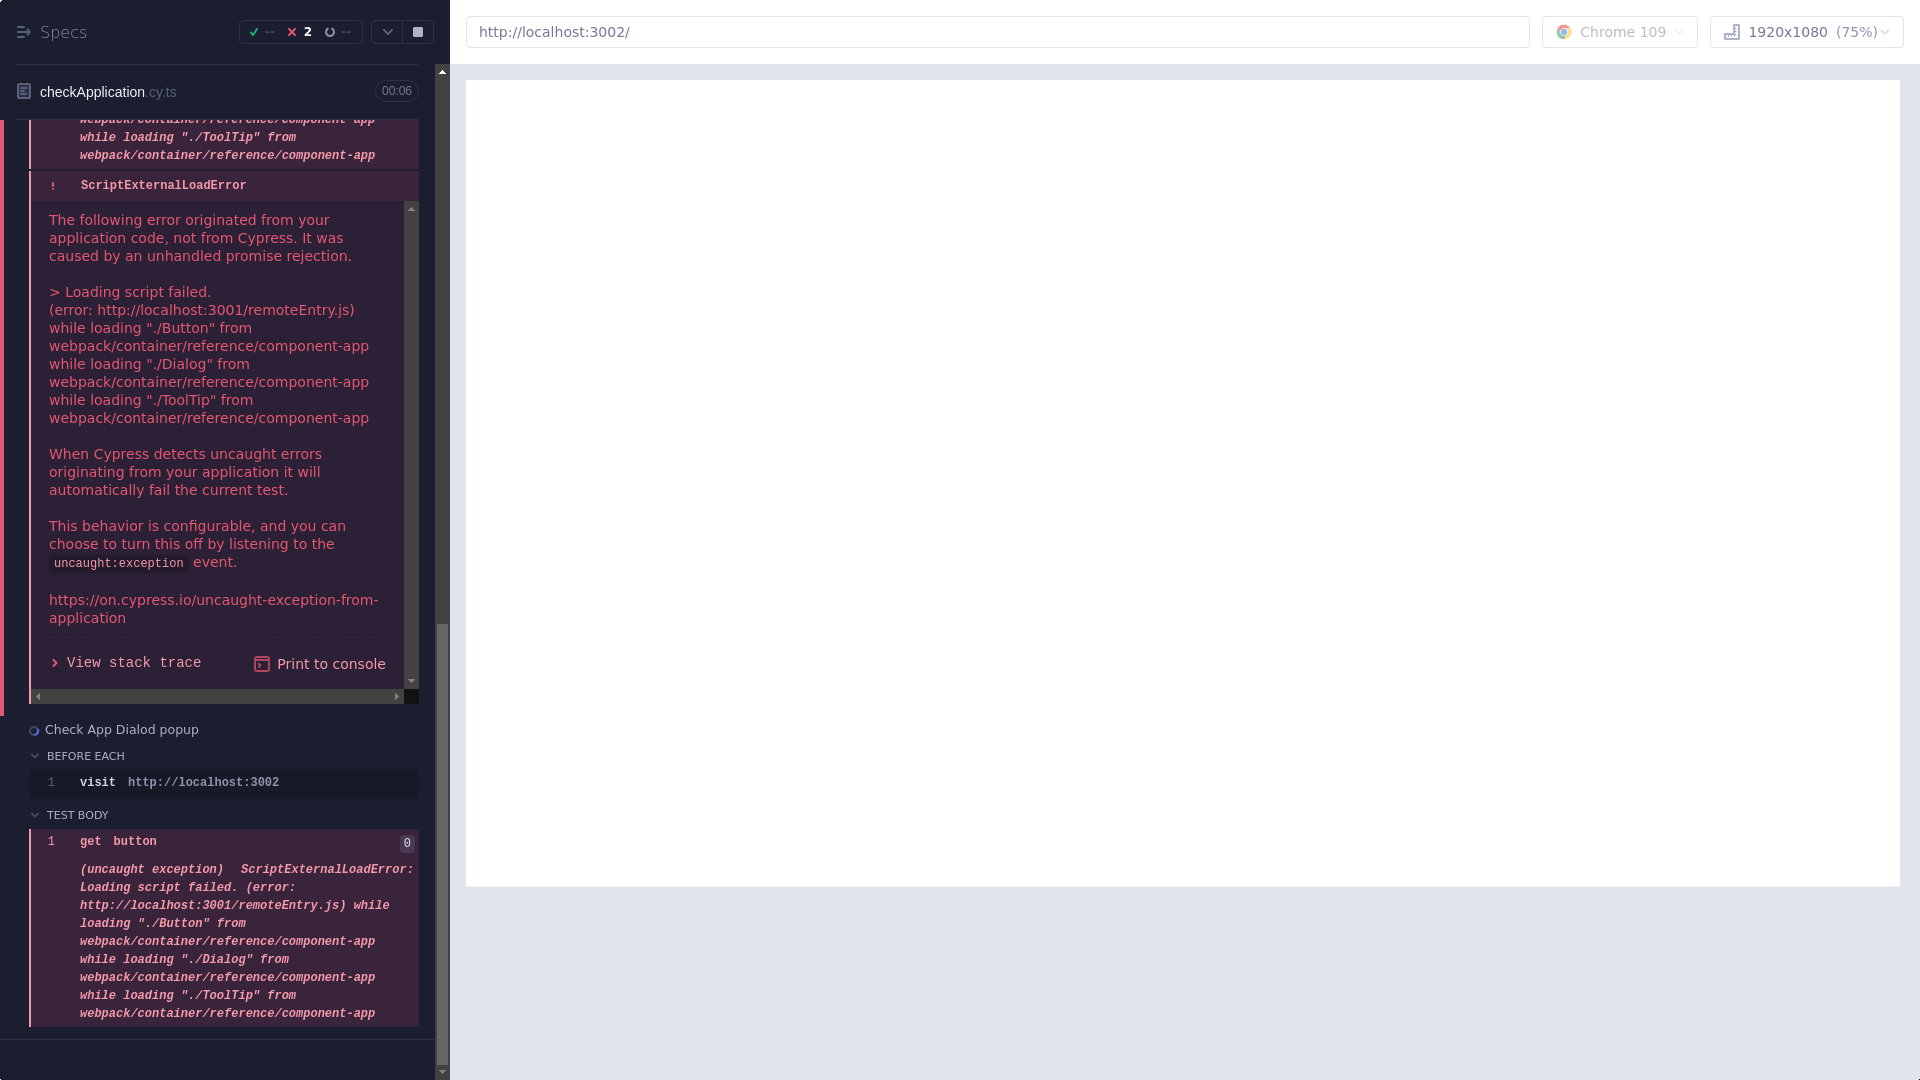 Specs
-- 2 --
http://localhost:3002/
Chrome 109
1920x1080 (75%)
checkApplication.cy.ts
00:06
webpack/container/reference/component-app
while loading "./ToolTip" from
webpack/container/reference/component-app
! ScriptExternalLoadError
The following error originated from your
application code, not from Cypress. It was
caused by an unhandled promise rejection.
> Loading script failed.
(error: http://localhost:3001/remoteEntry.js)
while loading "./Button" from
webpack/container/reference/component-app
while loading "./Dialog" from
webpack/container/reference/component-app
while loading "./ToolTip" from
webpack/container/reference/component-app
When Cypress detects uncaught errors
originating from your application it will
automatically fail the current test.
This behavior is configurable, and you can
choose to turn this off by listening to the
uncaught:exception event.
https://on.cypress.io/uncaught-exception-from-
application
View stack trace
Print to console
Check App Dialod popup
BEFORE EACH
1 visit http://localhost:3002
TEST BODY
1 get button 0
(uncaught exception) ScriptExternalLoadError:
Loading script failed. (error:
http://localhost:3001/remoteEntry.js) while
loading "./Button" from
webpack/container/reference/component-app
while loading "./Dialog" from
webpack/container/reference/component-app
while loading "./ToolTip" from
webpack/container/reference/component-app